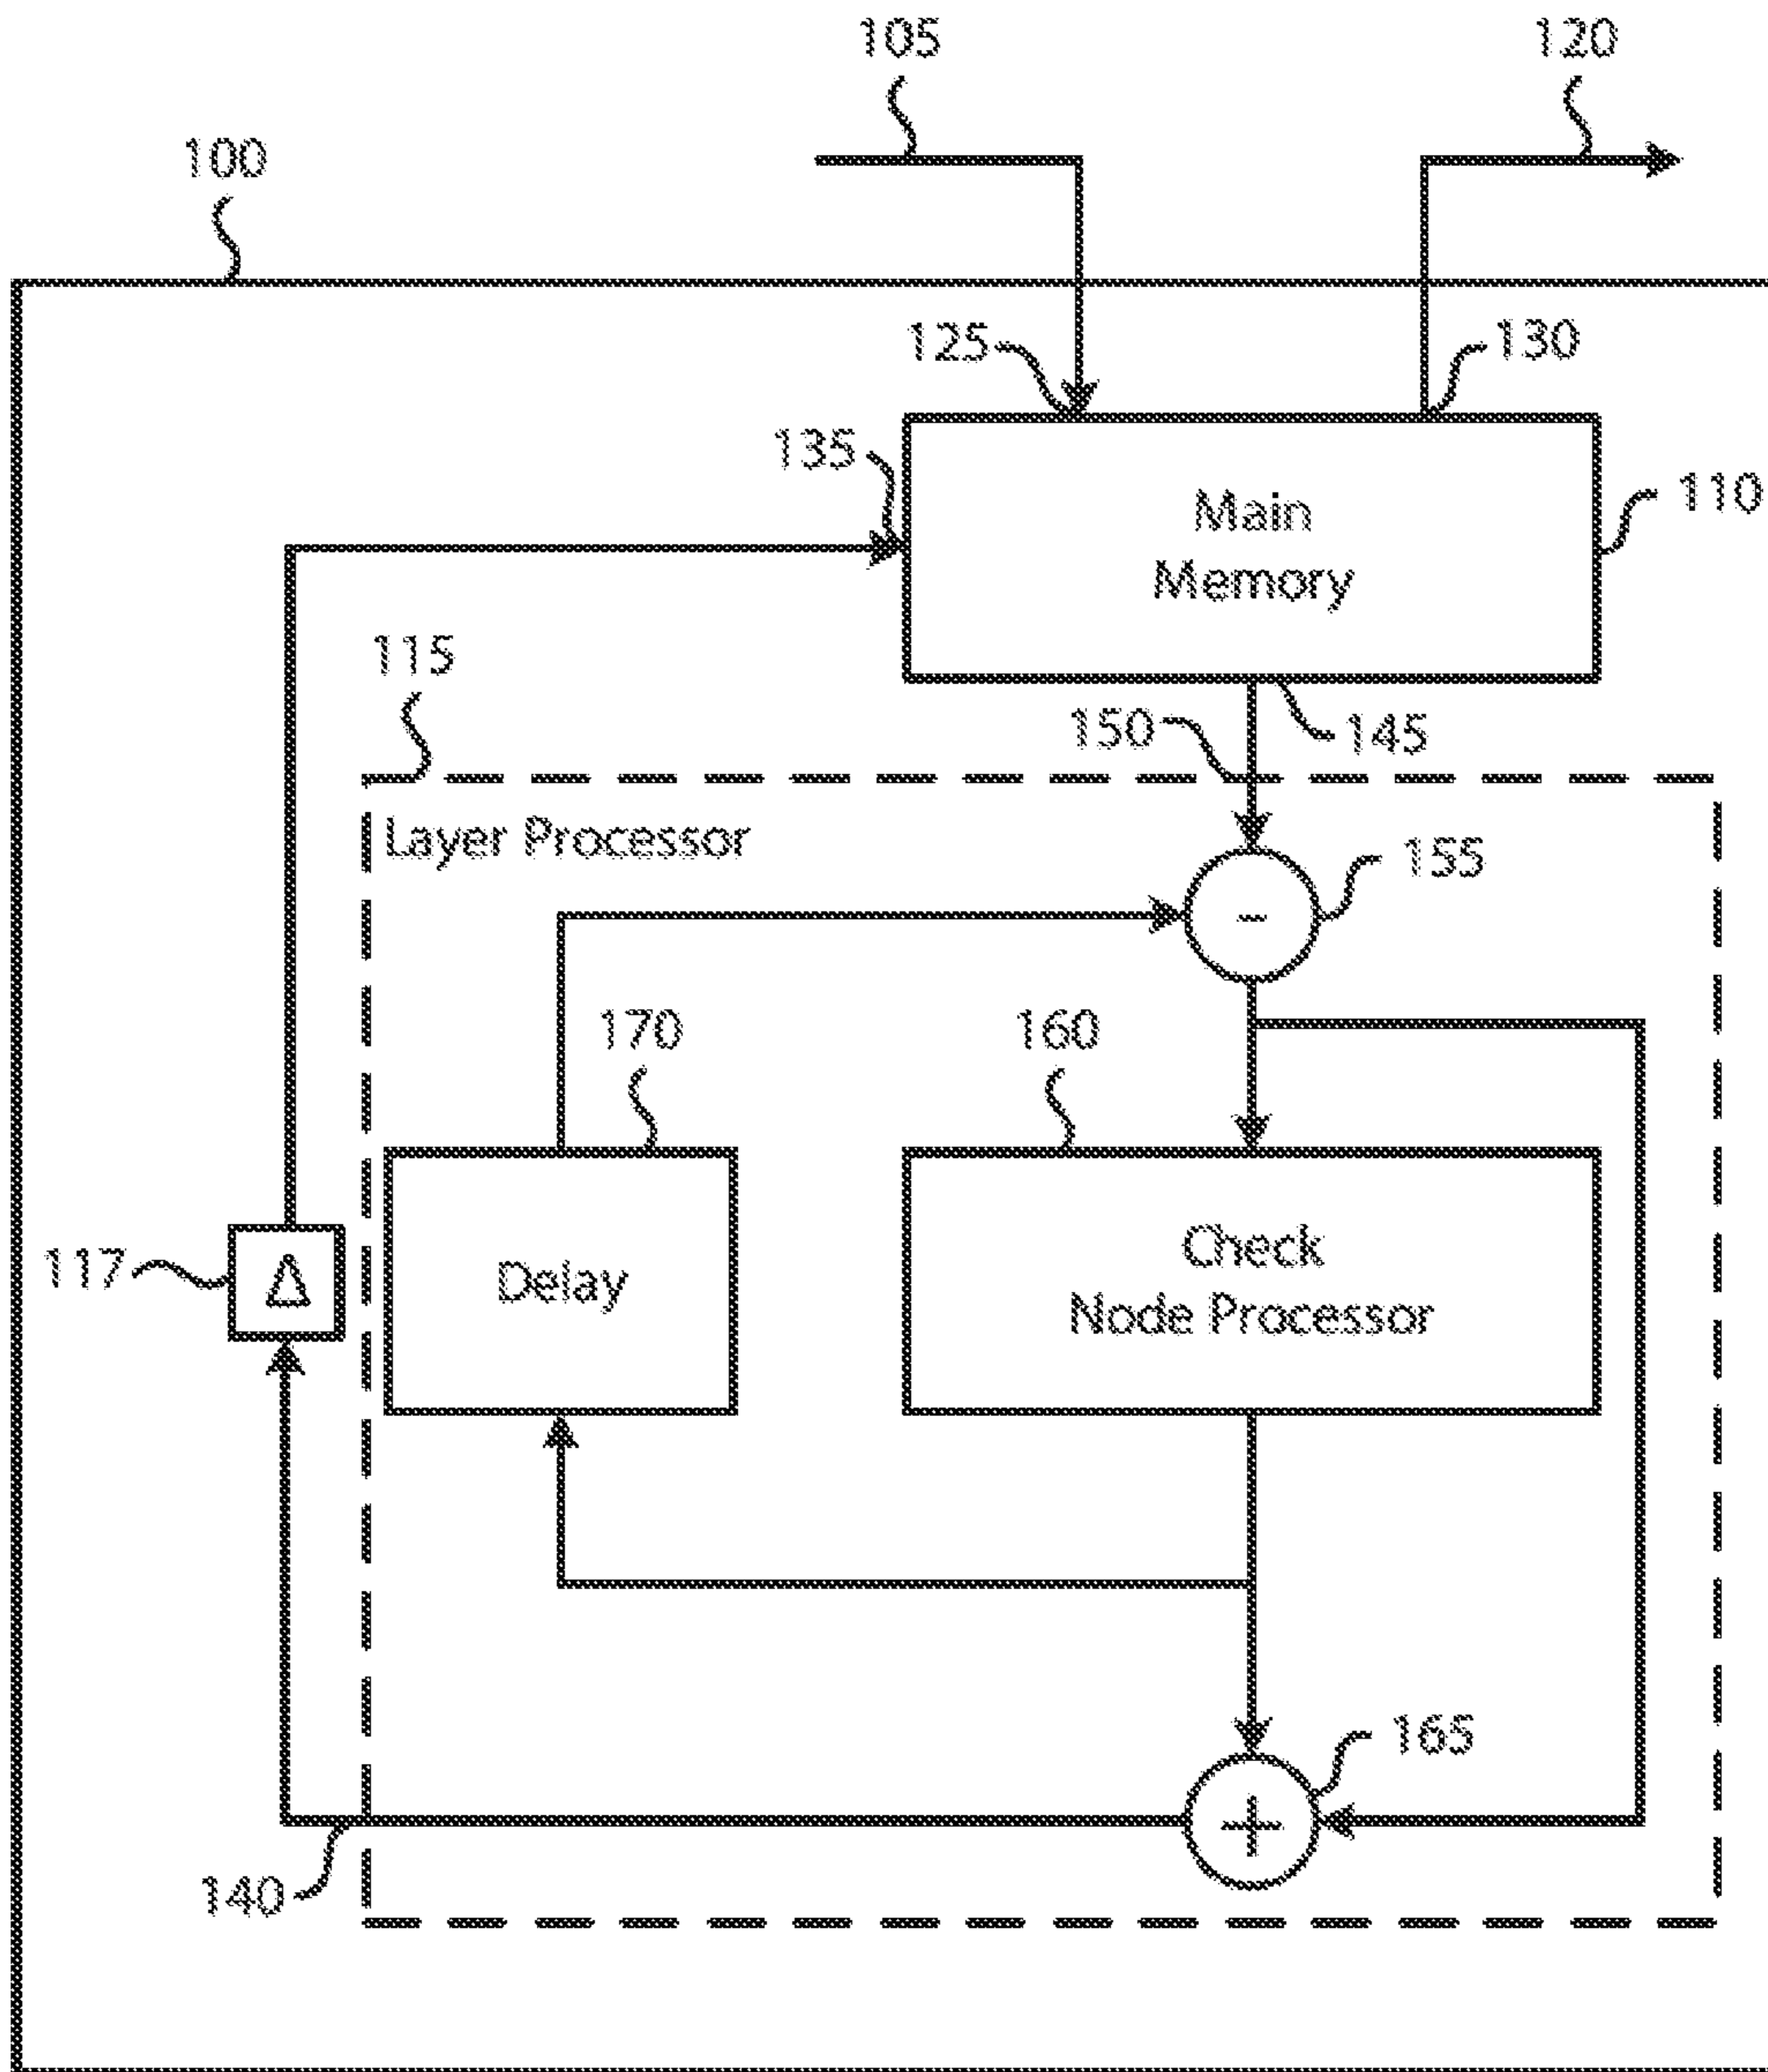 105
120
100
125
130
135
Main
Memory
110
115
150
145
Layer Processor
-
155
170
160
117
Δ
Delay
Check
Node Processor
165
+
140